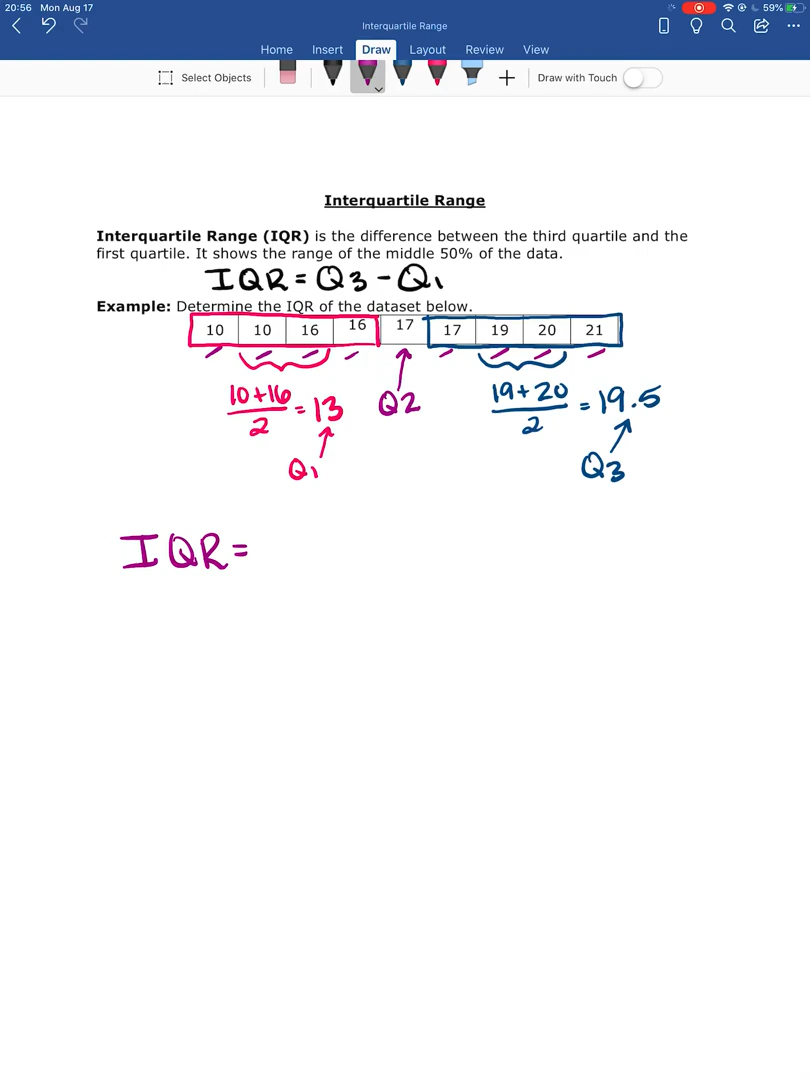 20:56 Mon Aug 17 59%
Interquartile Range
Home Insert Draw Layout Review View
Select Objects Draw with Touch
Interquartile Range
Interquartile Range (IQR) is the difference between the third quartile and the
first quartile. It shows the range of the middle 50% of the data.
IQR = Q3 - Q1
Example: Determine the IQR of the dataset below.
10 10 16 16 17 17 19 20 21
10+16/2 = 13 Q2 19+20/2 = 19.5
Q1 Q3
IQR =